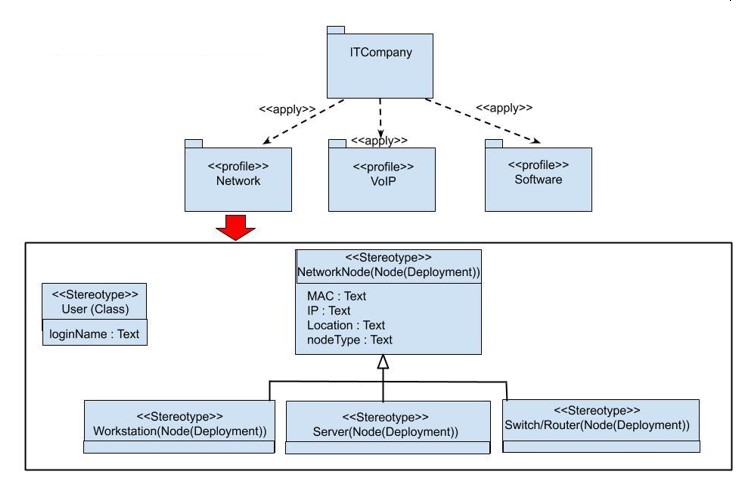 ITCompany
<<apply>>
<<apply>>
<<apply>>
<<profile>>
Network
<<profile>>
VoIP
<<profile>>
Software
<<Stereotype>>
NetworkNode(Node(Deployment))
MAC : Text
IP : Text
Location : Text
nodeType : Text
<<Stereotype>>
User (Class)
loginName : Text
<<Stereotype>>
Workstation(Node(Deployment))
<<Stereotype>>
Server(Node(Deployment))
<<Stereotype>>
Switch/Router(Node(Deployment))